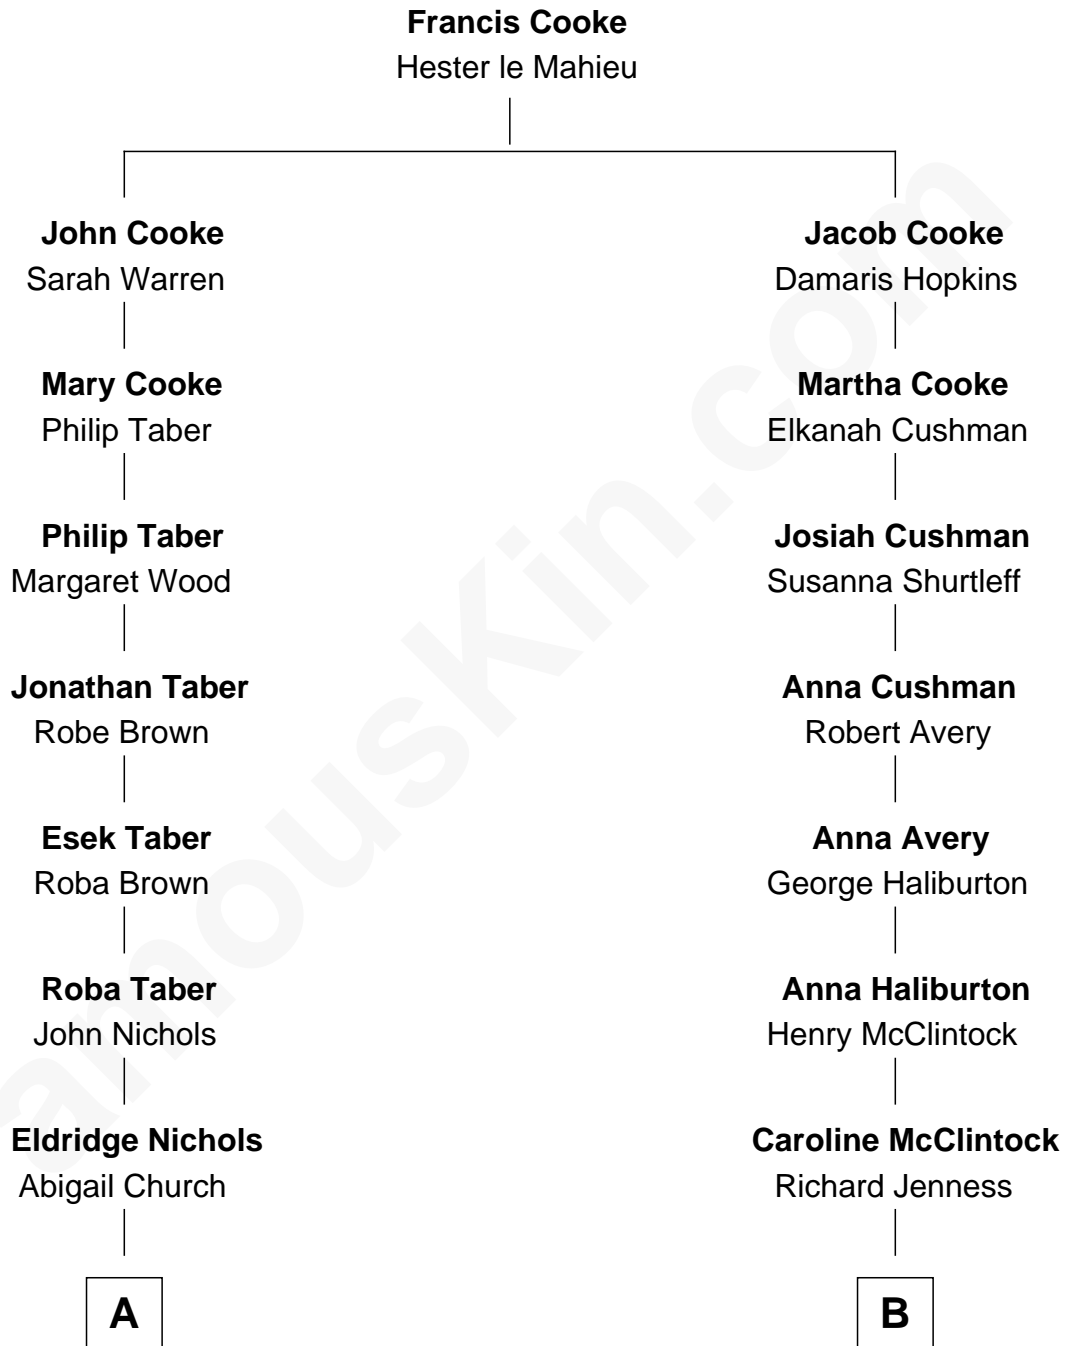 Francis Cooke
Hester le Mahieu
John Cooke
Sarah Warren
Jacob Cooke
Damaris Hopkins
Mary Cooke
Philip Taber
Martha Cooke
Elkanah Cushman
Philip Taber
Margaret Wood
Josiah Cushman
Susanna Shurtleff
Jonathan Taber
Robe Brown
Anna Cushman
Robert Avery
Esek Taber
Roba Brown
Anna Avery
George Haliburton
Roba Taber
John Nichols
Anna Haliburton
Henry McClintock
Eldridge Nichols
Abigail Church
Caroline McClintock
Richard Jenness
A
B
amousKin.com